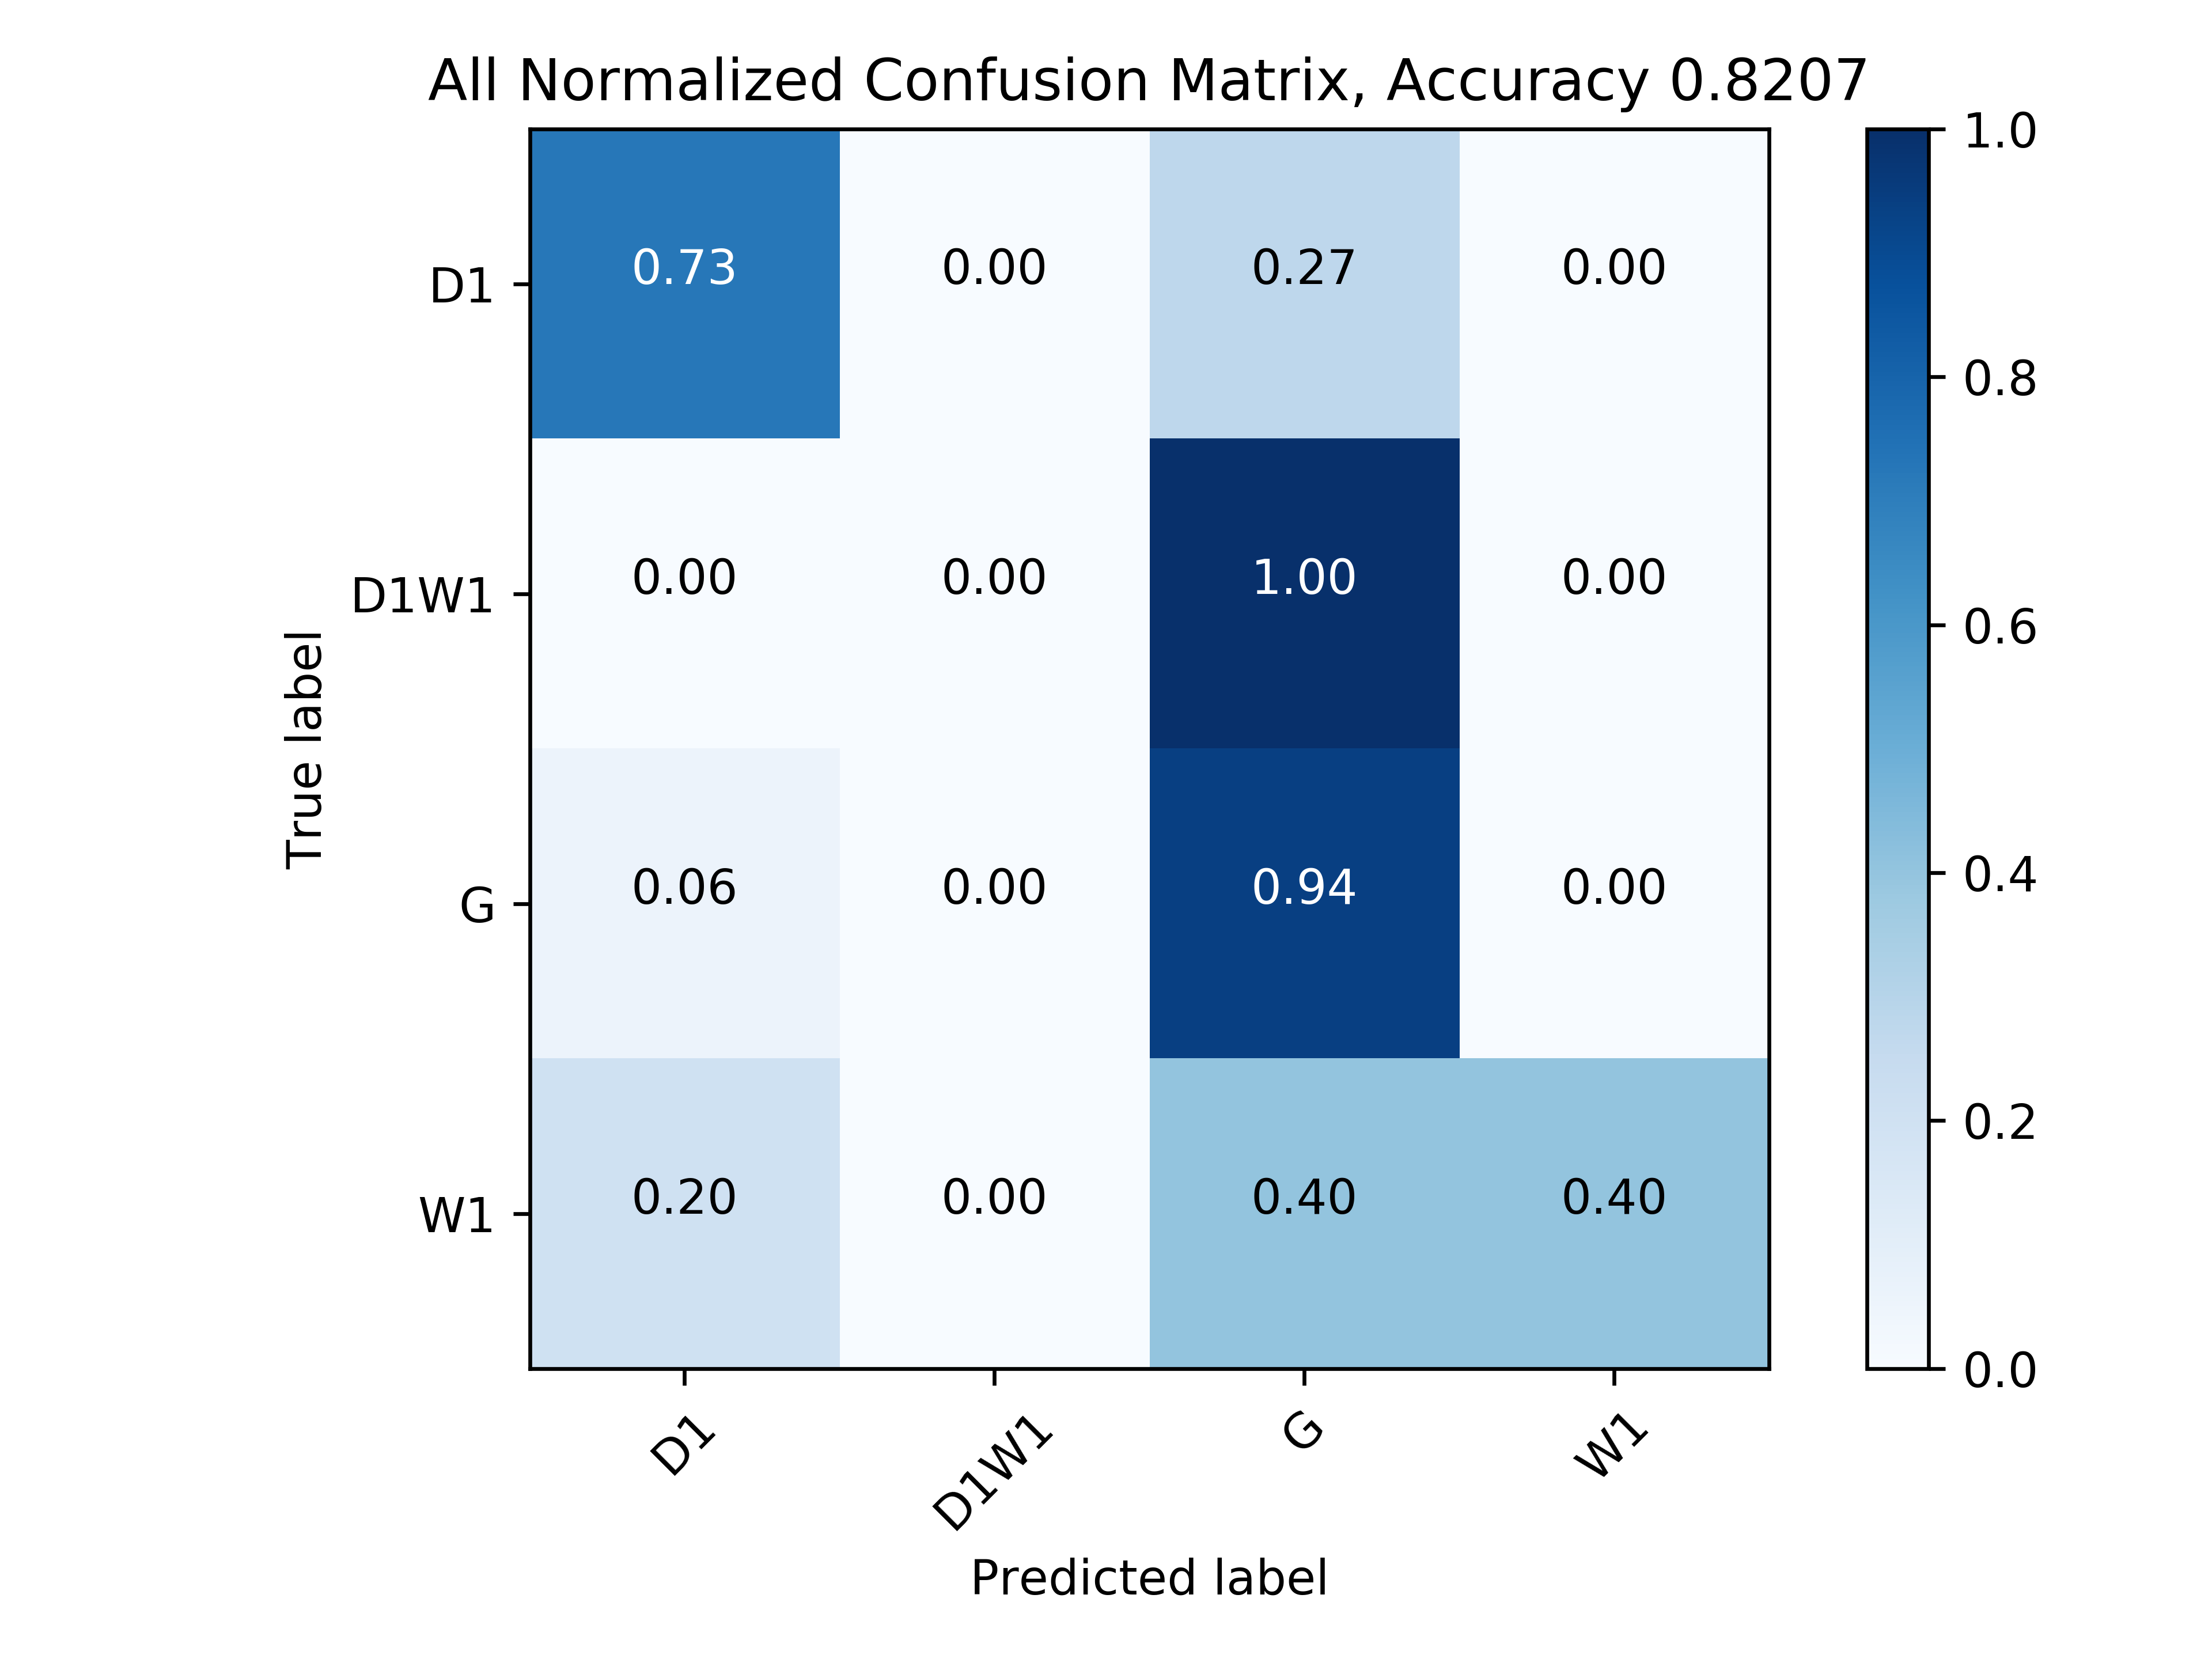 All Normalized Confusion Matrix, Accuracy 0.8207
True label
D1 0.73 0.00 0.27 0.00
D1W1 0.00 0.00 1.00 0.00
G 0.06 0.00 0.94 0.00
W1 0.20 0.00 0.40 0.40
D1 D1W1 G W1
Predicted label
1.0
0.8
0.6
0.4
0.2
0.0